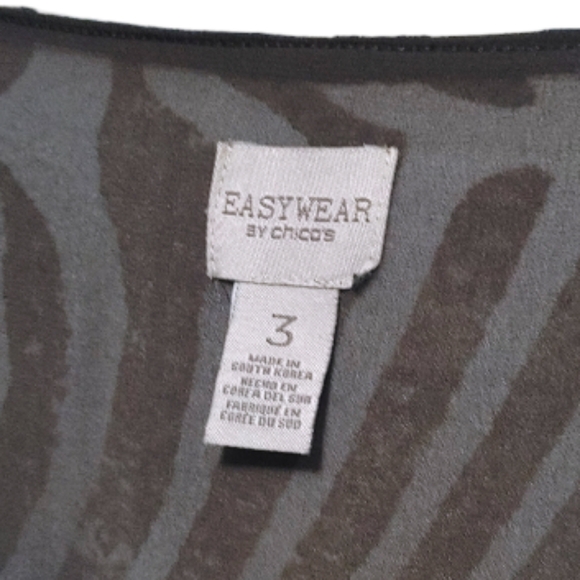 EASYWEAR
BY chico's
3
MADE IN
SOUTH KOREA
HECHO EN
COREA DEL SUR
FABRIQUÉ EN
CORÉE DU SUD